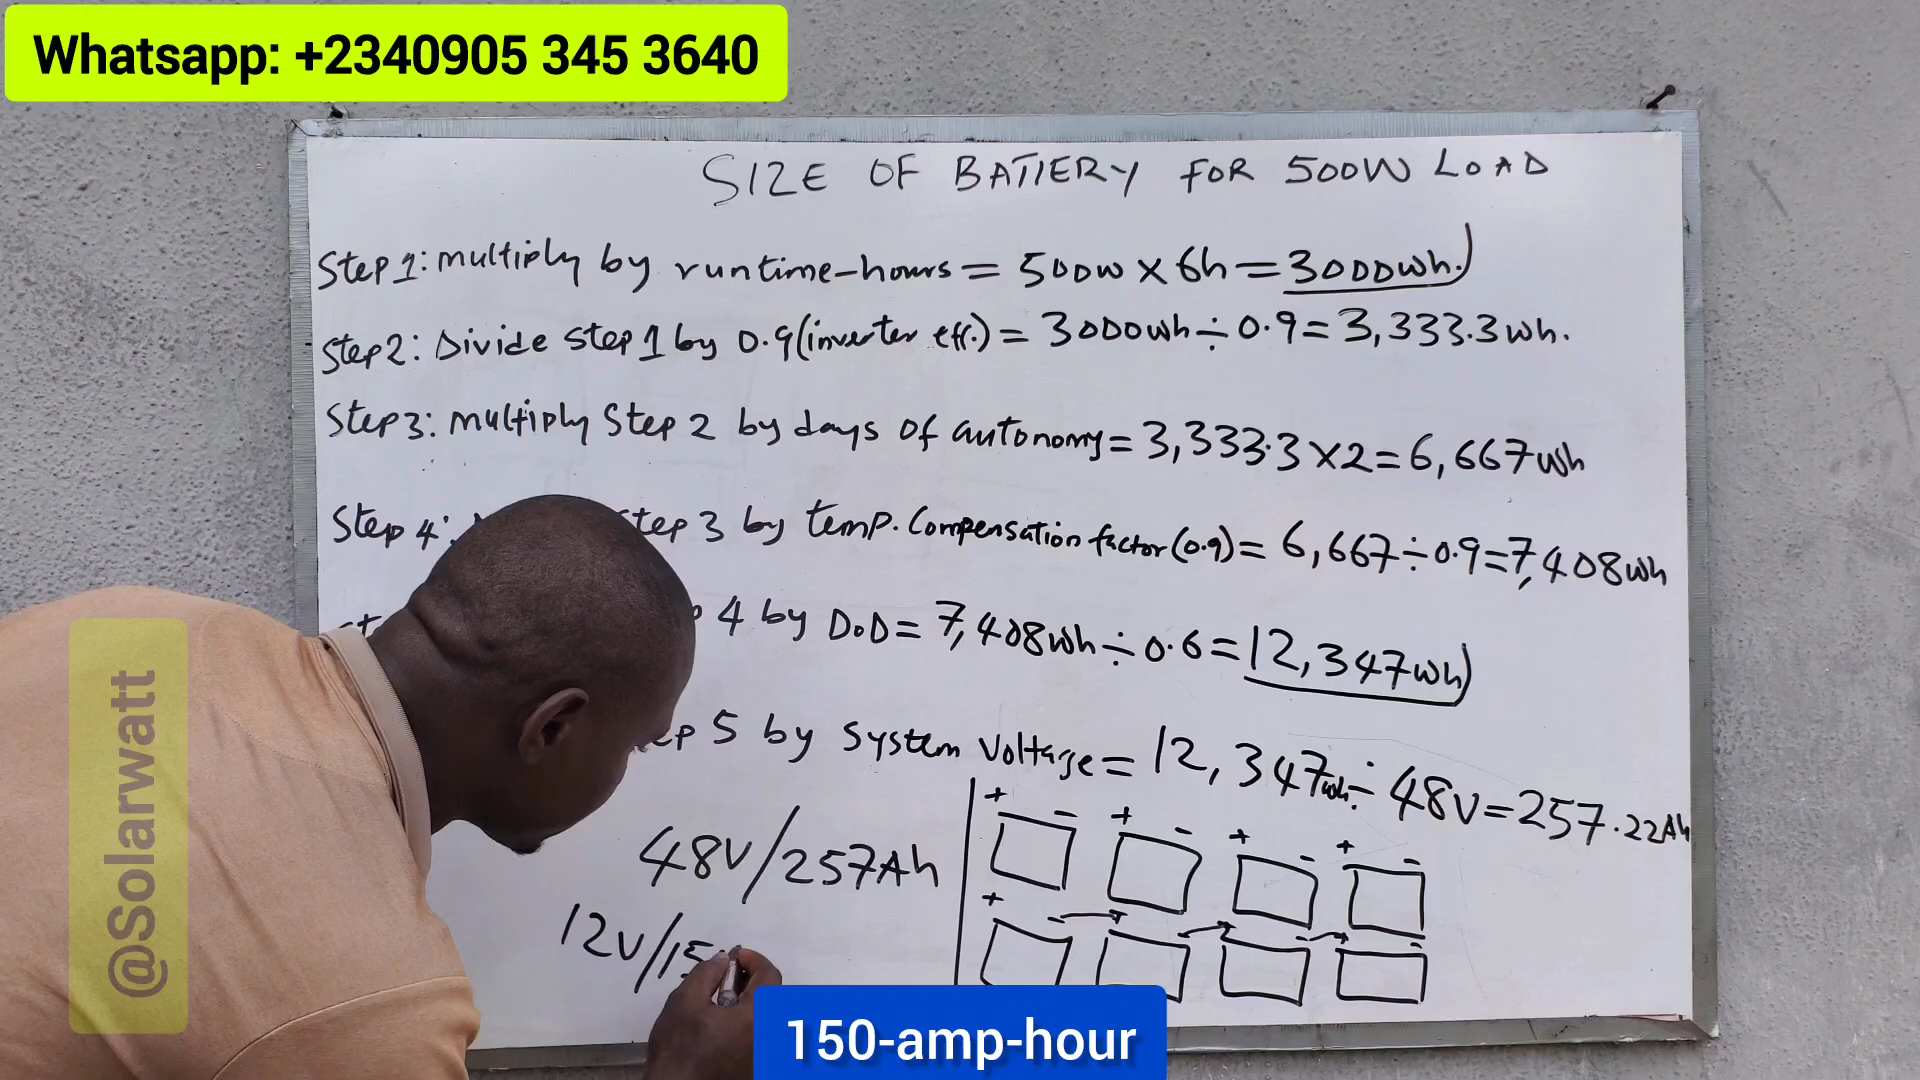 Whatsapp: +2340905 345 3640
SIZE OF BATTERY FOR 500W LOAD
Step 1: multiply by runtime-hours = 500W × 6h = 3000wh.
Step 2: Divide Step 1 by 0.9 (inverter eff.) = 3000wh ÷ 0.9 = 3,333.3wh.
Step 3: Multiply Step 2 by days of autonomy = 3,333.3 × 2 = 6,667wh
Step 4: Step 3 by temp. Compensation factor (0.9) = 6,667 ÷ 0.9 = 7,408wh
4 by DoD = 7,408wh ÷ 0.6 = 12,347wh
5 by System Voltage = 12,347wh ÷ 48V = 257.22Ah
48V/257Ah
12V/15
+ - + - + - + -
+ - - - -
@Solarwatt
150-amp-hour